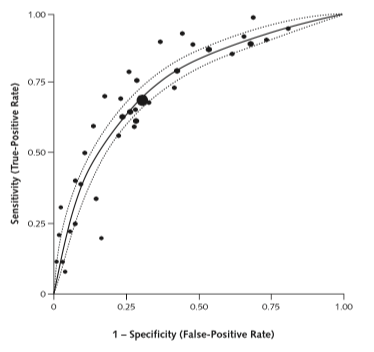 1.00
0.75
0.50
0.25
0
0 0.25 0.50 0.75 1.00
Sensitivity (True-Positive Rate)
1 – Specificity (False-Positive Rate)